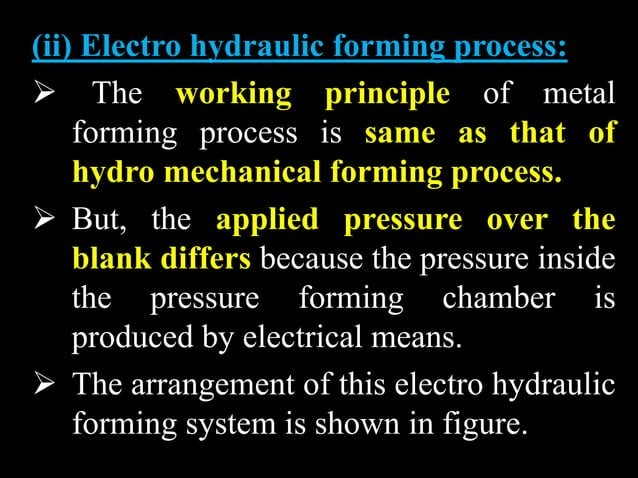 (ii) Electro hydraulic forming process:
➢ The working principle of metal
forming process is same as that of
hydro mechanical forming process.
➢ But, the applied pressure over the
blank differs because the pressure inside
the pressure forming chamber is
produced by electrical means.
➢ The arrangement of this electro hydraulic
forming system is shown in figure.